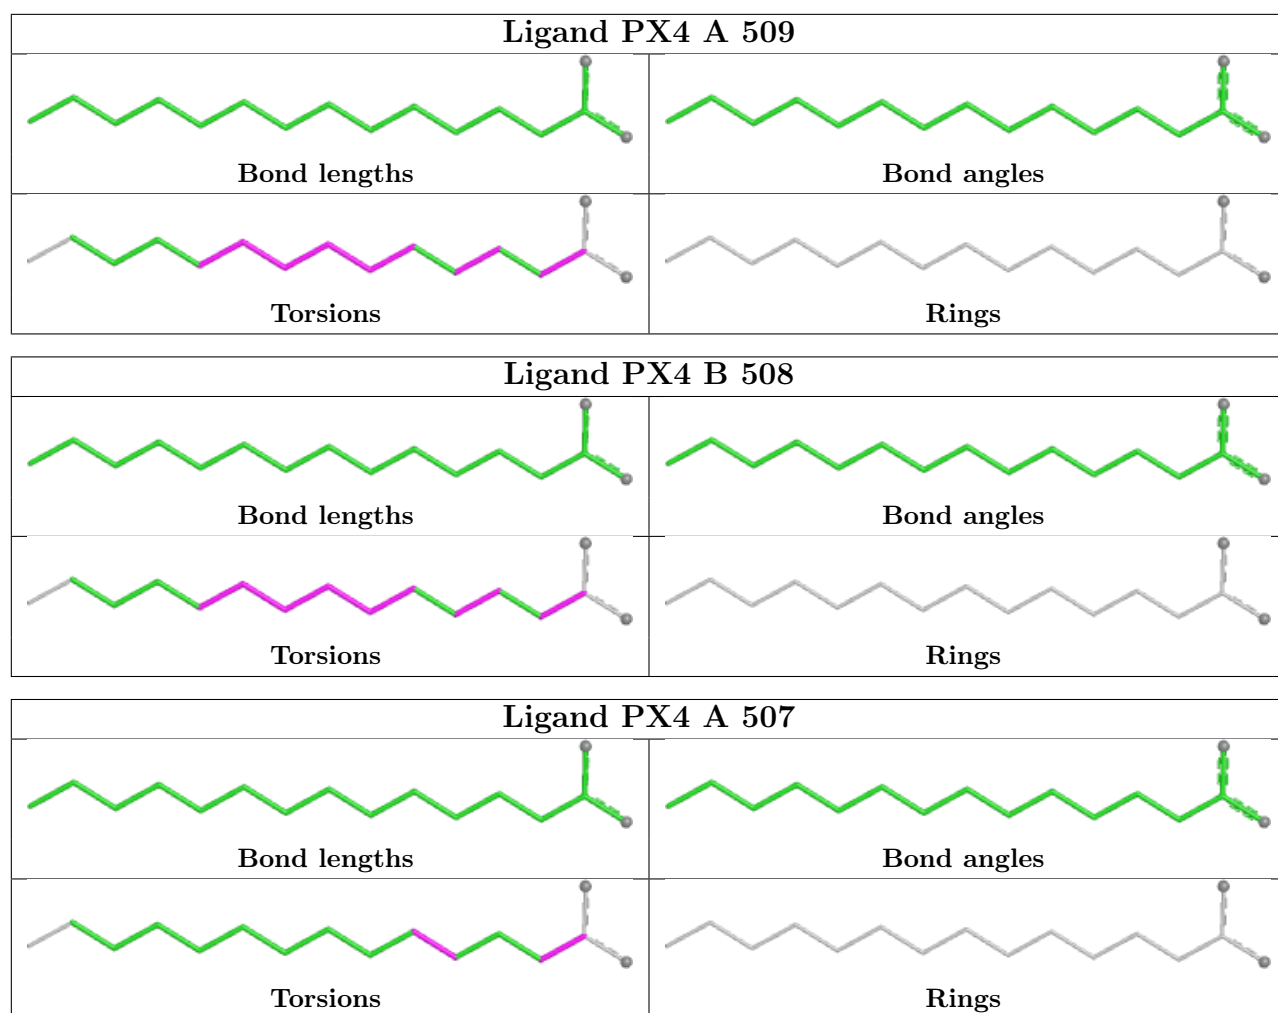 Ligand PX4 A 509
Bond lengths Bond angles
Torsions Rings
Ligand PX4 B 508
Bond lengths Bond angles
Torsions Rings
Ligand PX4 A 507
Bond lengths Bond angles
Torsions Rings